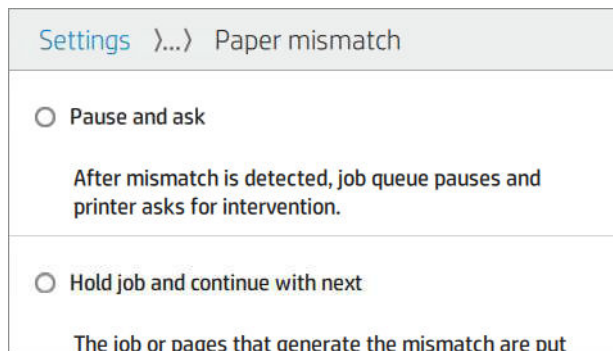 Settings 〉...〉 Paper mismatch
Pause and ask
After mismatch is detected, job queue pauses and
printer asks for intervention.
Hold job and continue with next
The job or pages that generate the mismatch are put